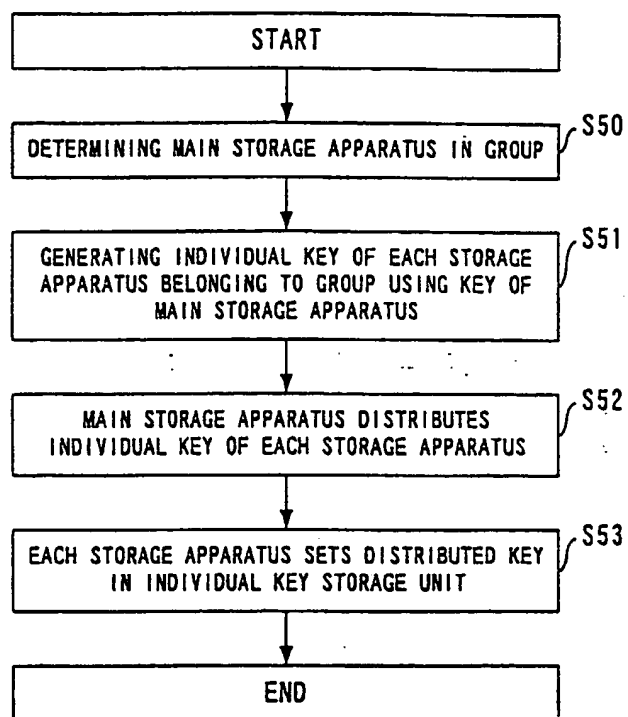 START
S50
DETERMINING MAIN STORAGE APPARATUS IN GROUP
S51
GENERATING INDIVIDUAL KEY OF EACH STORAGE
APPARATUS BELONGING TO GROUP USING KEY OF
MAIN STORAGE APPARATUS
S52
MAIN STORAGE APPARATUS DISTRIBUTES
INDIVIDUAL KEY OF EACH STORAGE APPARATUS
S53
EACH STORAGE APPARATUS SETS DISTRIBUTED KEY
IN INDIVIDUAL KEY STORAGE UNIT
END